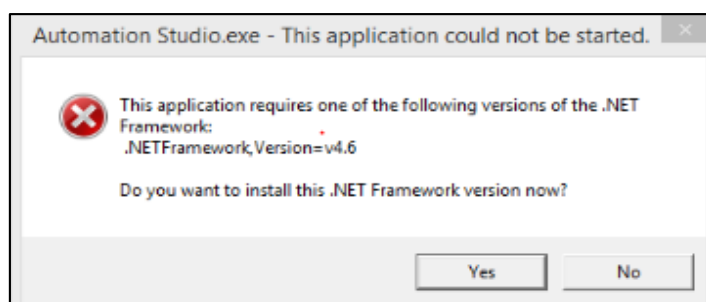 Automation Studio.exe - This application could not be started.
This application requires one of the following versions of the .NET
Framework:
.NETFramework,Version=v4.6
Do you want to install this .NET Framework version now?
Yes
No